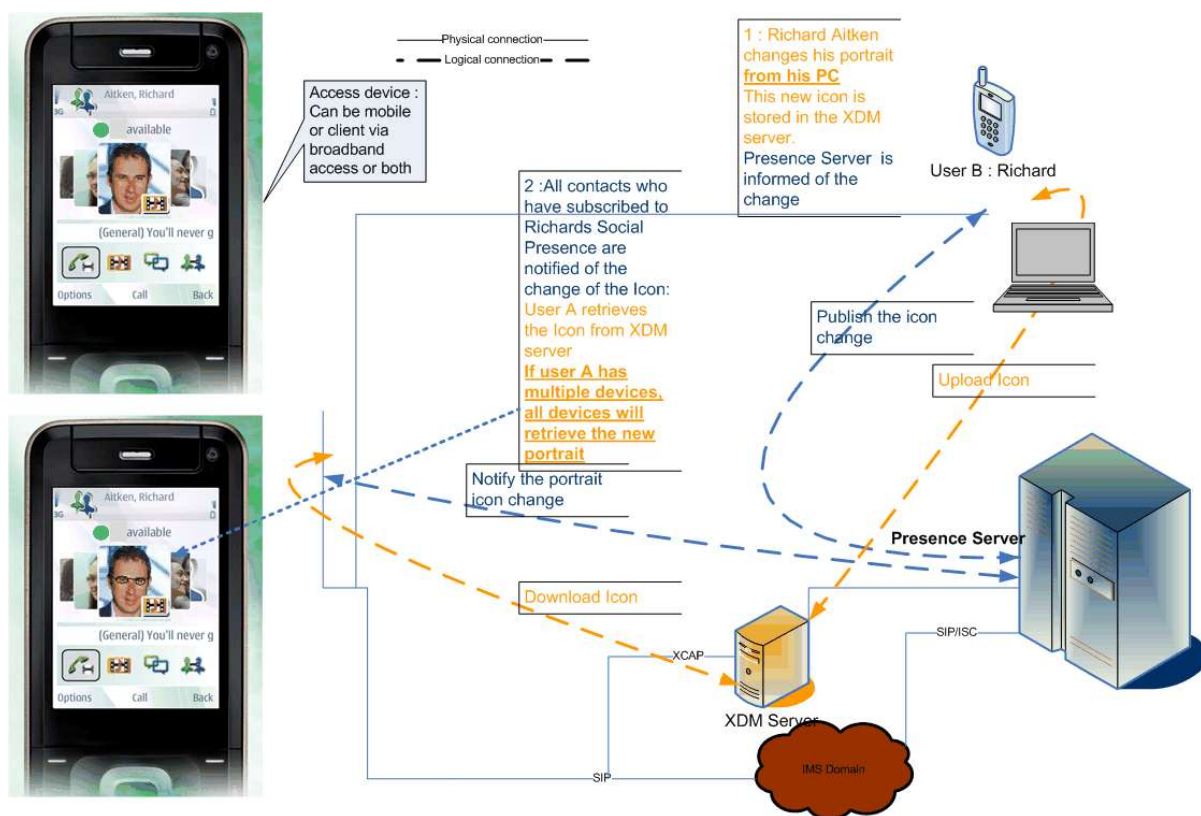 Aitken, Richard
3G
available
(General) You'll never g
Options
Call
Back
Access device :
Can be mobile
or client via
broadband
access or both
Physical connection
Logical connection
1 : Richard Aitken
changes his portrait
from his PC
This new icon is
stored in the XDM
server.
Presence Server is
informed of the
change
User B : Richard
2 :All contacts who
have subscribed to
Richards Social
Presence are
notified of the
change of the Icon:
User A retrieves
the Icon from XDM
server
If user A has
multiple devices,
all devices will
retrieve the new
portrait
Publish the icon
change
Upload Icon
Notify the portrait
icon change
Presence Server
Download Icon
SIP/ISC
XCAP
XDM Server
IMS Domain
SIP
Aitken, Richard
3G
available
(General) You'll never g
Options
Call
Back